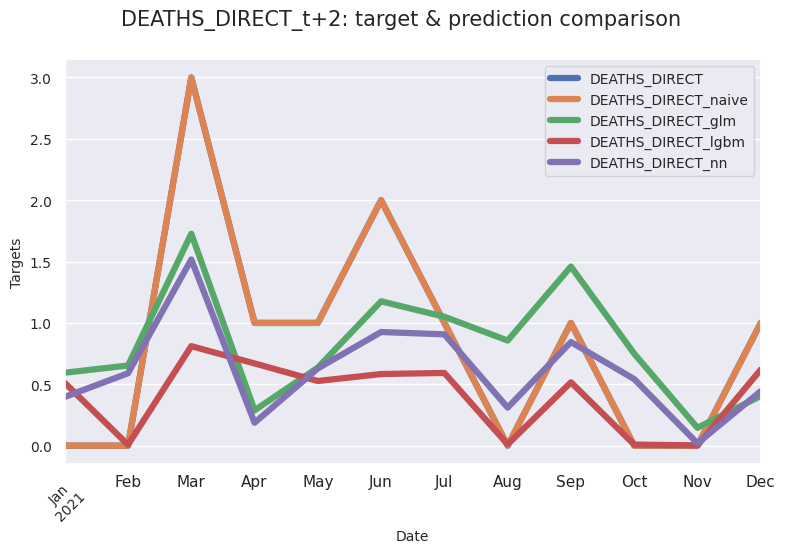 DEATHS_DIRECT_t+2: target & prediction comparison
DEATHS_DIRECT
DEATHS_DIRECT_naive
DEATHS_DIRECT_glm
DEATHS_DIRECT_lgbm
DEATHS_DIRECT_nn
Targets
3.0
2.5
2.0
1.5
1.0
0.5
0.0
Jan
2021
Feb
Mar
Apr
May
Jun
Jul
Aug
Sep
Oct
Nov
Dec
Date